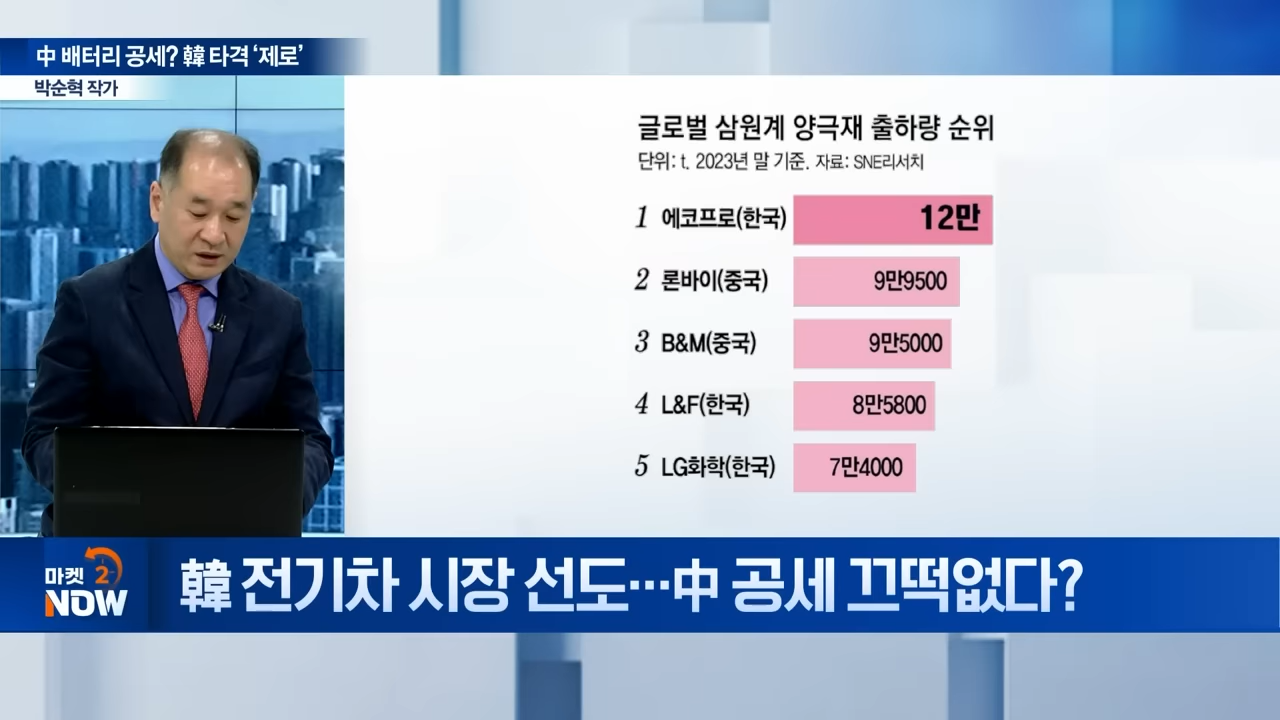 中 배터리 공세? 韓 타격 ‘제로’
박순혁 작가
글로벌 삼원계 양극재 출하량 순위
단위: t. 2023년 말 기준. 자료: SNE리서치
1 에코프로(한국) 12만
2 론바이(중국) 9만9500
3 B&M(중국) 9만5000
4 L&F(한국) 8만5800
5 LG화학(한국) 7만4000
마켓 2
NOW
韓 전기차 시장 선도…中 공세 끄떡없다?